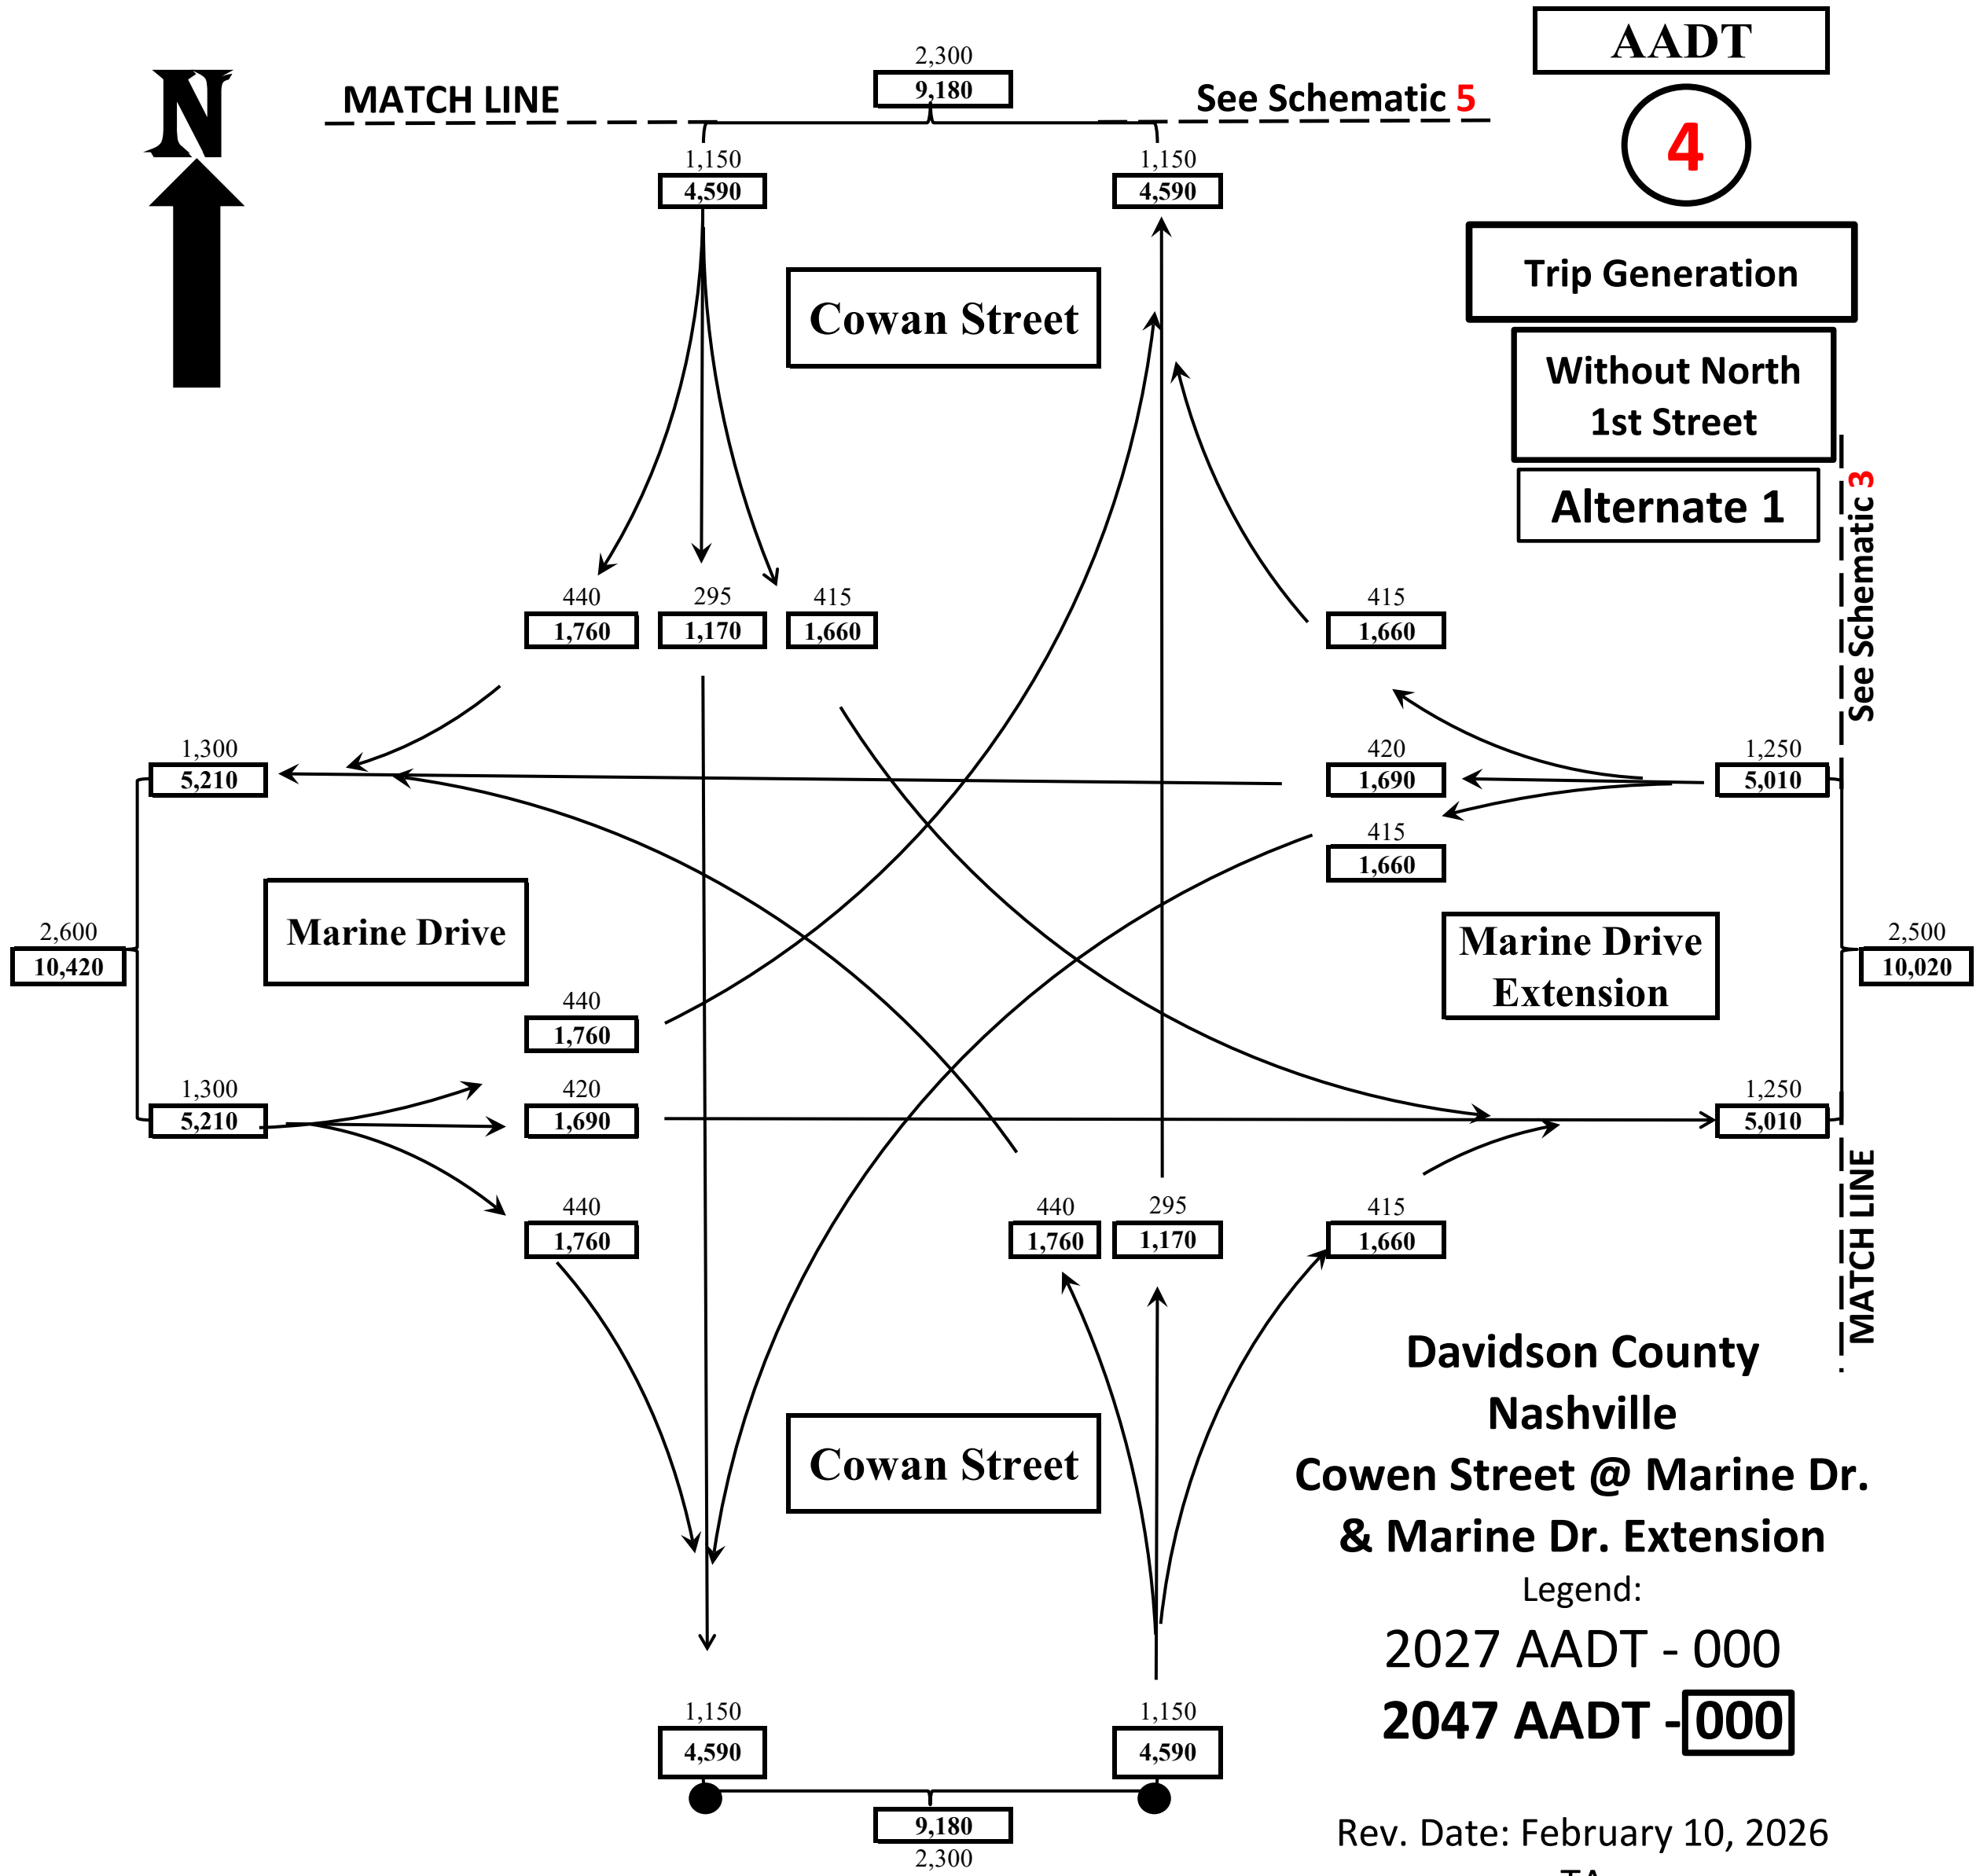 AADT
2,300
9,180
N
MATCH LINE
See Schematic 5
4
1,150
4,590
1,150
4,590
Trip Generation
Cowan Street
Without North
1st Street
Alternate 1
See Schematic 3
440
1,760
295
1,170
415
1,660
415
1,660
1,300
5,210
420
1,690
1,250
5,010
415
1,660
Marine Drive
Marine Drive
Extension
2,600
10,420
2,500
10,020
440
1,760
1,300
5,210
420
1,690
1,250
5,010
MATCH LINE
440
1,760
440
1,760
295
1,170
415
1,660
Davidson County
Nashville
Cowen Street @ Marine Dr.
& Marine Dr. Extension
Cowan Street
Legend:
2027 AADT - 000
2047 AADT - 000
1,150
4,590
1,150
4,590
9,180
2,300
Rev. Date: February 10, 2026